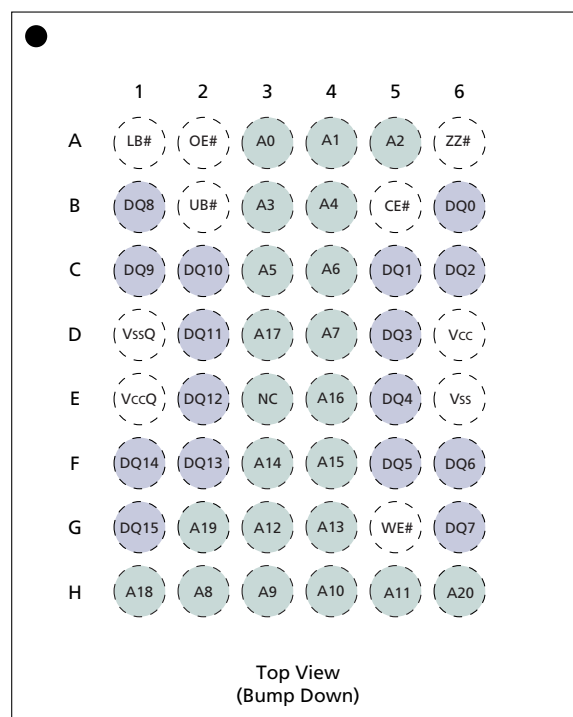 1 2 3 4 5 6
A LB# OE# A0 A1 A2 ZZ#
B DQ8 UB# A3 A4 CE# DQ0
C DQ9 DQ10 A5 A6 DQ1 DQ2
D VssQ DQ11 A17 A7 DQ3 Vcc
E VccQ DQ12 NC A16 DQ4 Vss
F DQ14 DQ13 A14 A15 DQ5 DQ6
G DQ15 A19 A12 A13 WE# DQ7
H A18 A8 A9 A10 A11 A20
Top View
(Bump Down)